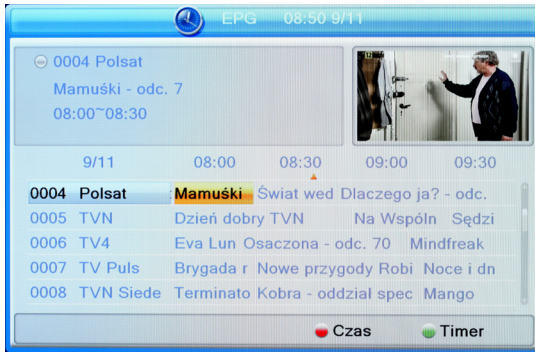 EPG 08:50 9/11
0004 Polsat
Mamuśki - odc. 7
08:00~08:30
9/11 08:00 08:30 09:00 09:30
0004 Polsat Mamuśki Świat wed Dlaczego ja? - odc.
0005 TVN Dzień dobry TVN Na Wspóln Sędzi
0006 TV4 Eva Lun Osaczona - odc. 70 Mindfreak
0007 TV Puls Brygada r Nowe przygody Robi Noce i dn
0008 TVN Siede Terminato Kobra - oddział spec Mango
Czas Timer